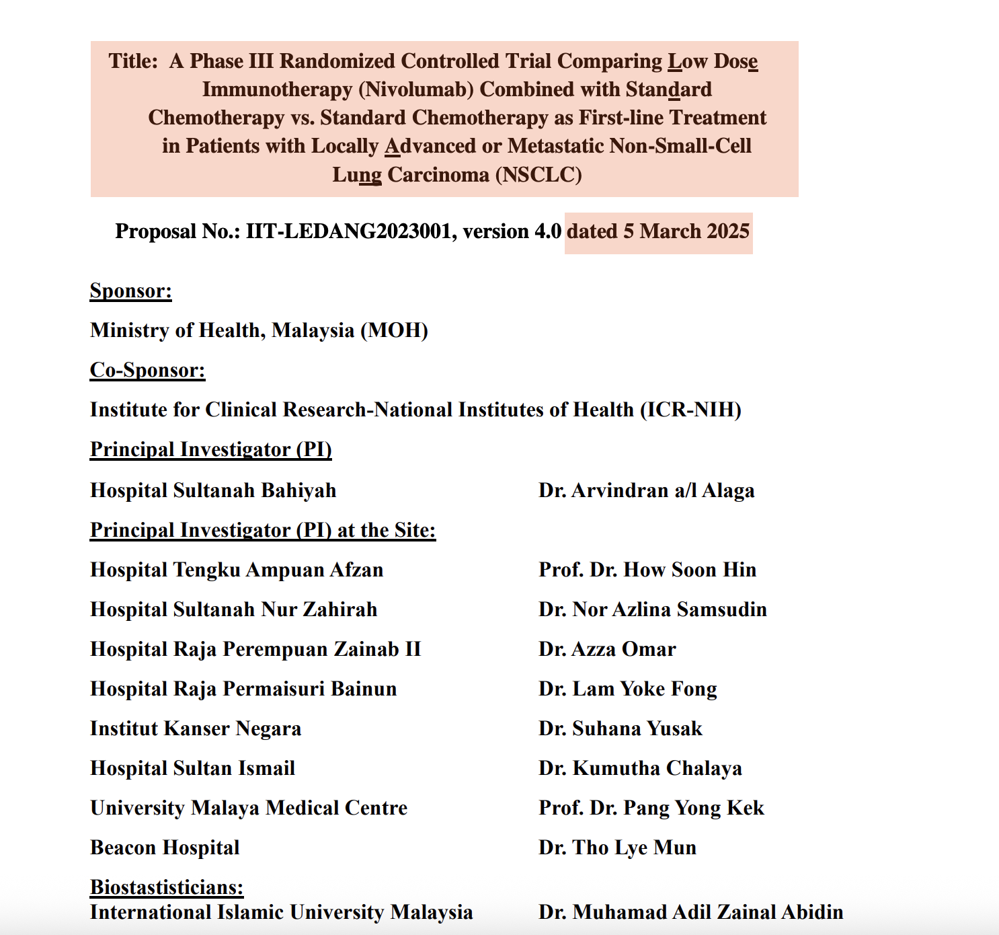 Title: A Phase III Randomized Controlled Trial Comparing Low Dose
Immunotherapy (Nivolumab) Combined with Standard
Chemotherapy vs. Standard Chemotherapy as First-line Treatment
in Patients with Locally Advanced or Metastatic Non-Small-Cell
Lung Carcinoma (NSCLC)
Proposal No.: IIT-LEDANG2023001, version 4.0 dated 5 March 2025
Sponsor:
Ministry of Health, Malaysia (MOH)
Co-Sponsor:
Institute for Clinical Research-National Institutes of Health (ICR-NIH)
Principal Investigator (PI)
Hospital Sultanah Bahiyah Dr. Arvindran a/l Alaga
Principal Investigator (PI) at the Site:
Hospital Tengku Ampuan Afzan Prof. Dr. How Soon Hin
Hospital Sultanah Nur Zahirah Dr. Nor Azlina Samsudin
Hospital Raja Perempuan Zainab II Dr. Azza Omar
Hospital Raja Permaisuri Bainun Dr. Lam Yoke Fong
Institut Kanser Negara Dr. Suhana Yusak
Hospital Sultan Ismail Dr. Kumutha Chalaya
University Malaya Medical Centre Prof. Dr. Pang Yong Kek
Beacon Hospital Dr. Tho Lye Mun
Biostastisticians:
International Islamic University Malaysia Dr. Muhamad Adil Zainal Abidin